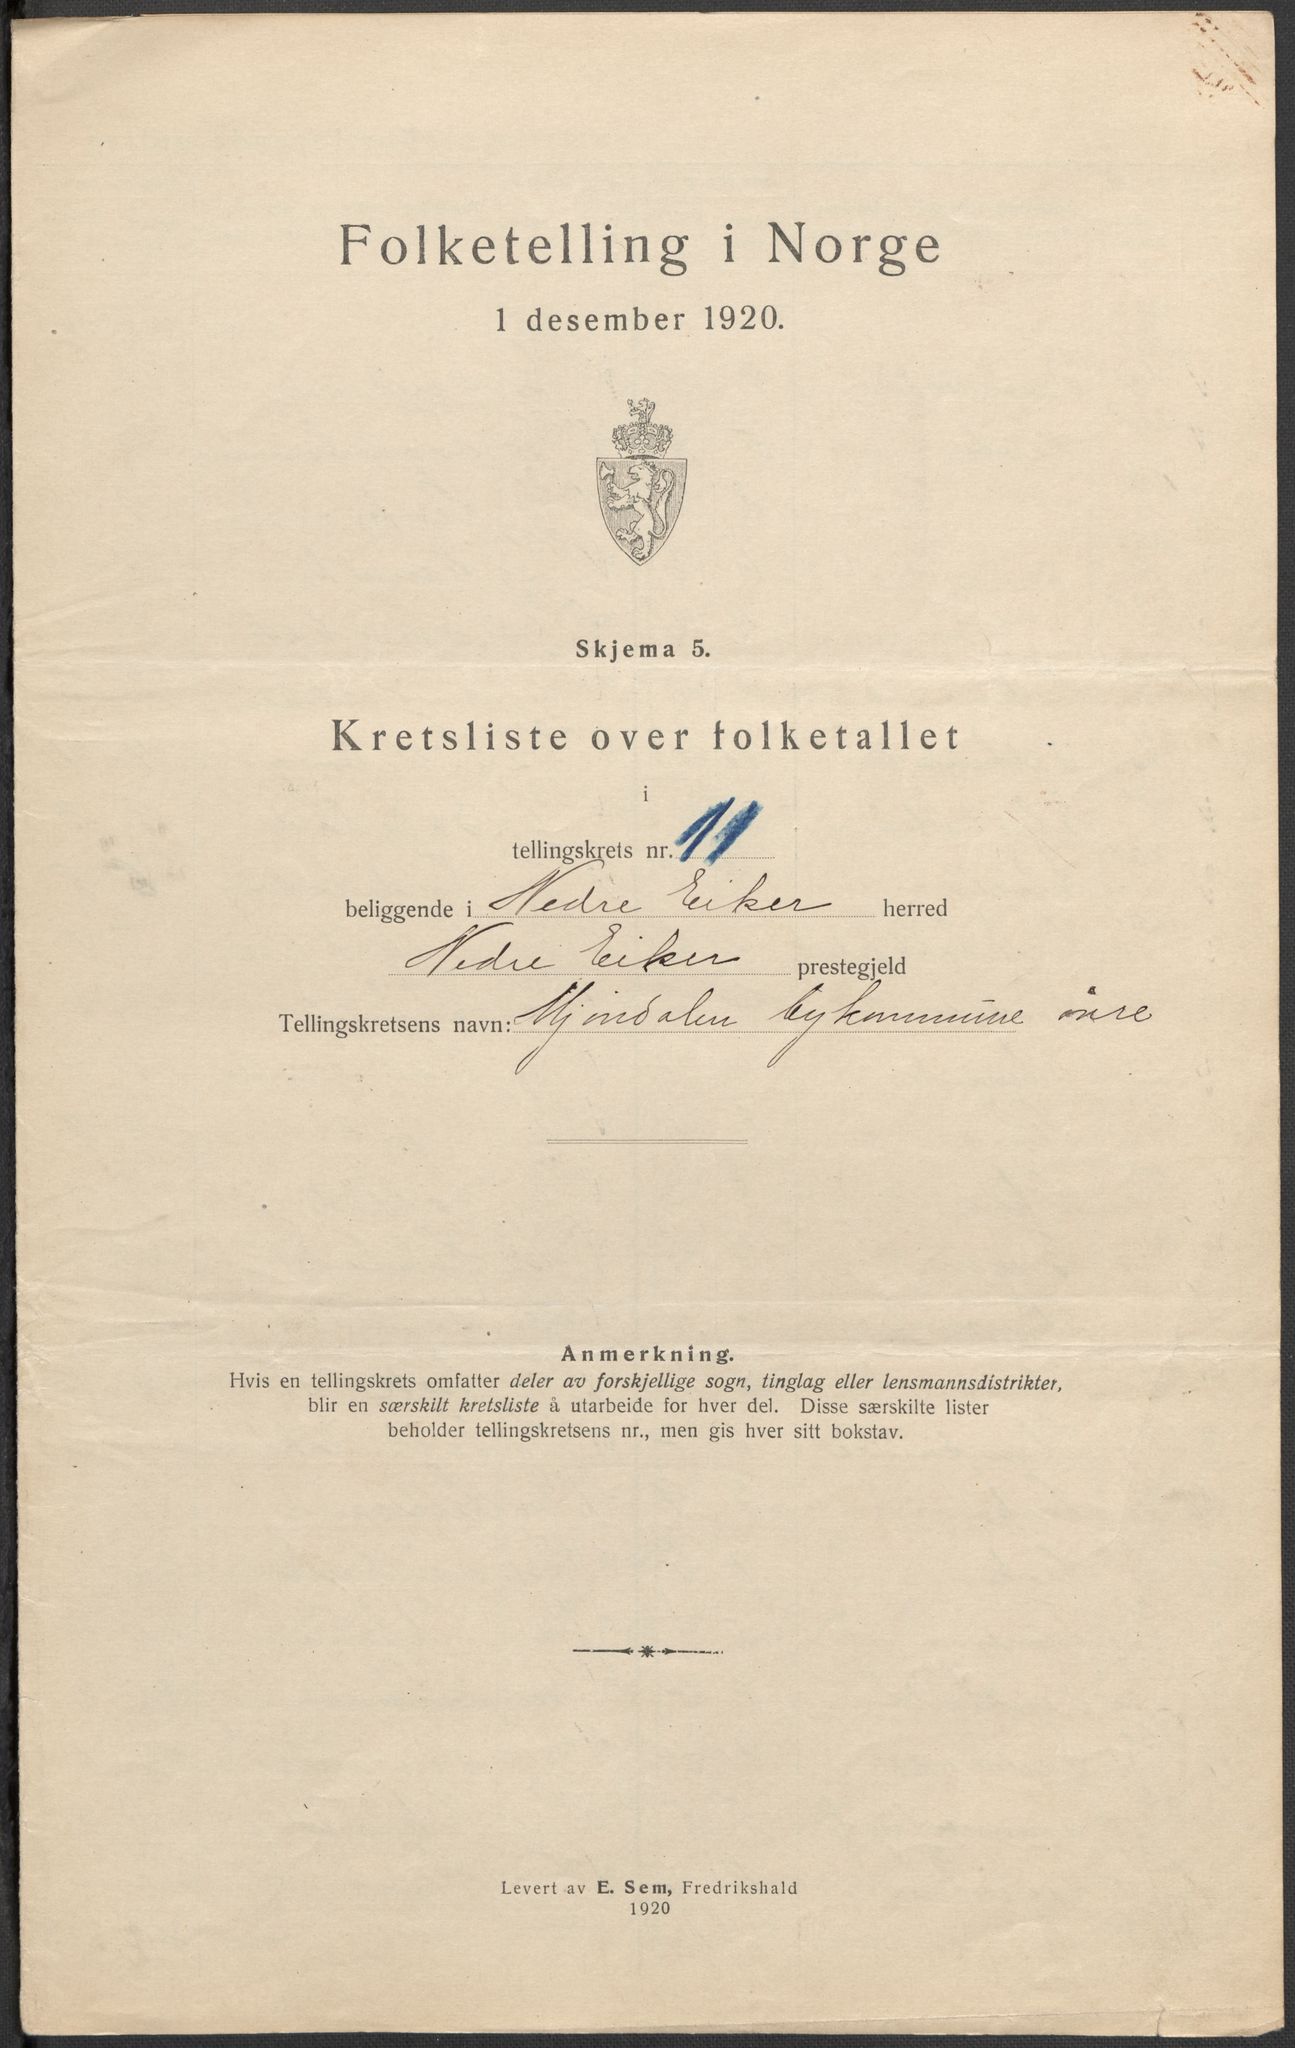 Folketelling i Norge
1 desember 1920.
Skjema 5.
Kretsliste over folketallet
i
tellingskrets nr. 11
beliggende i Nedre Eiker herred
Nedre Eiker prestegjeld
Tellingskretsens navn: Mjøndalen bykommune øvre
Anmerkning.
Hvis en tellingskrets omfatter deler av forskjellige sogn, tinglag eller lensmannsdistrikter,
blir en særskilt kretsliste å utarbeide for hver del. Disse særskilte lister
beholder tellingskretsens nr., men gis hver sitt bokstav.
Levert av E. Sem, Fredrikshald
1920